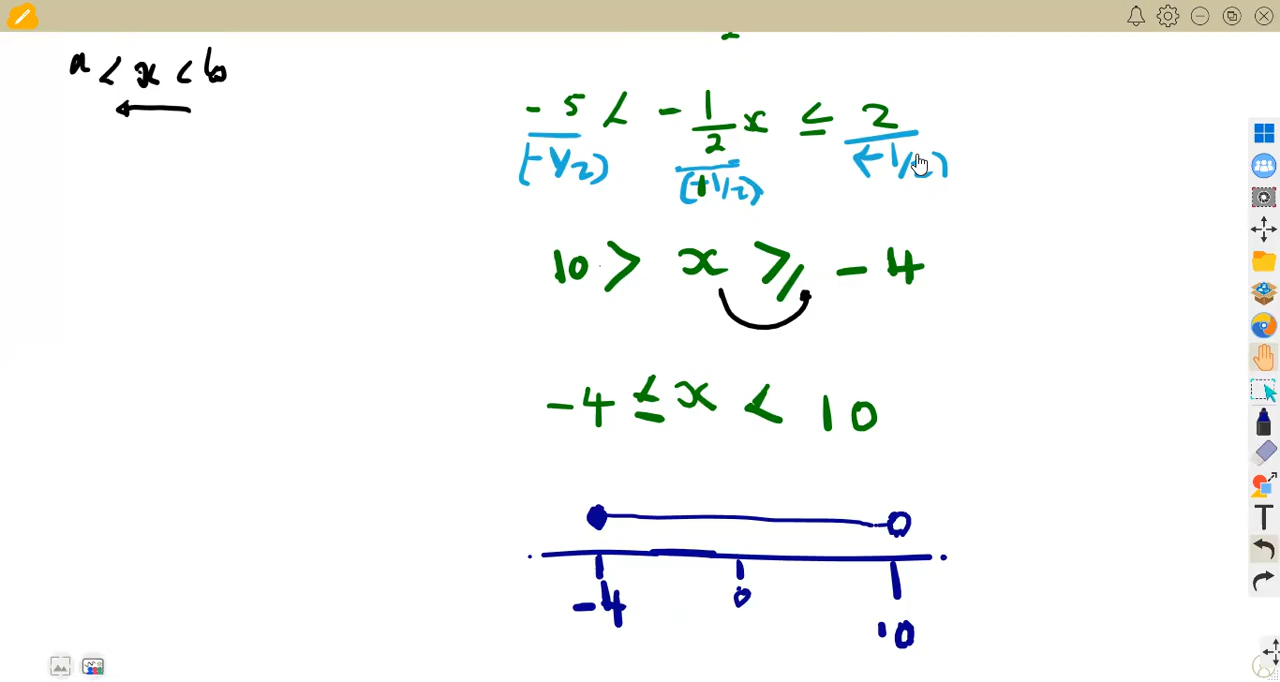 a < x < b
- 5 < - 1/2 x ≤ 2
(-1/2) (-1/2) (-1/2)
10 > x ≥ - 4
-4 ≤ x < 10
-4 0 10